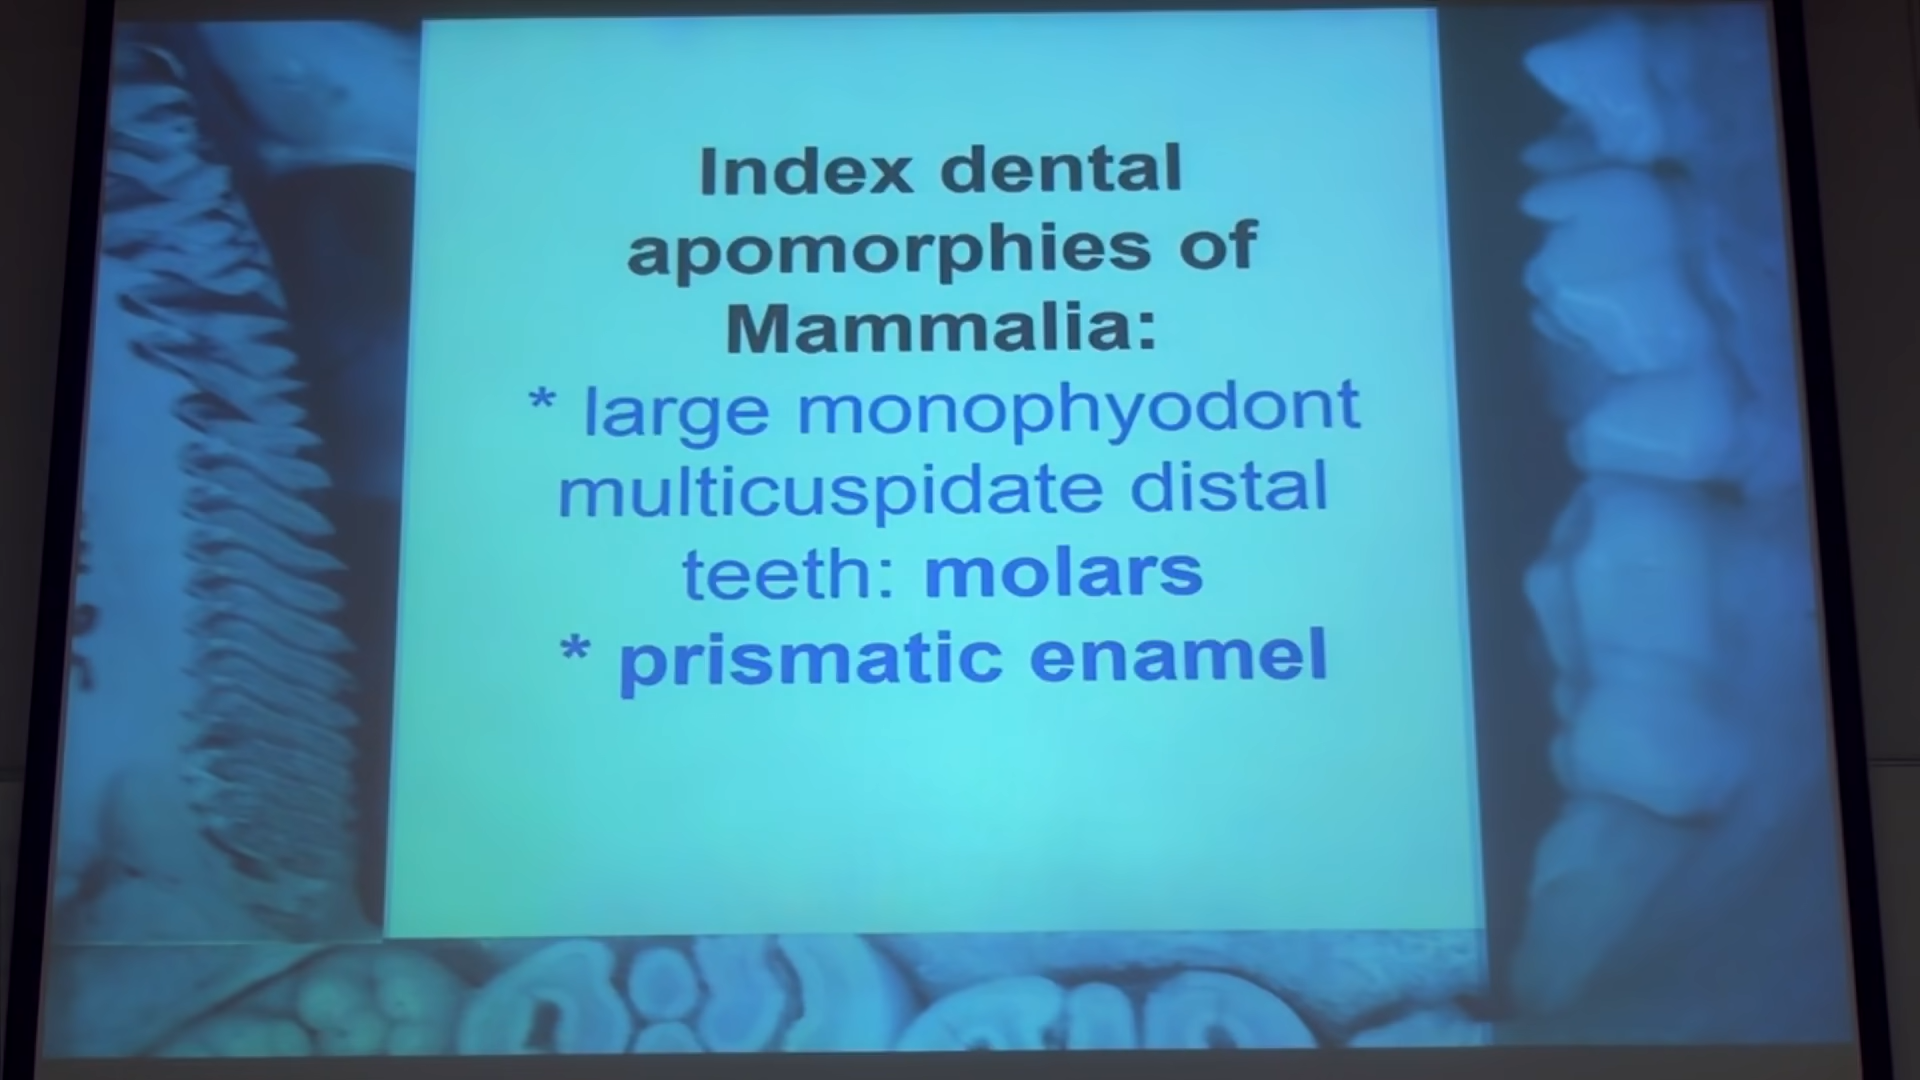 Index dental
apomorphies of
Mammalia:
* large monophyodont
multicuspidate distal
teeth: molars
* prismatic enamel